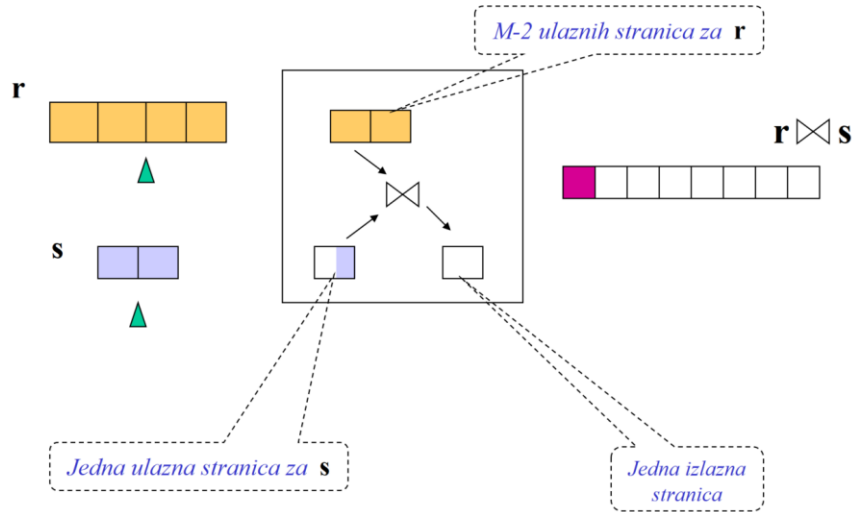 M-2 ulaznih stranica za r
r
r ⋈ s
s
Jedna ulazna stranica za s
Jedna izlazna
stranica